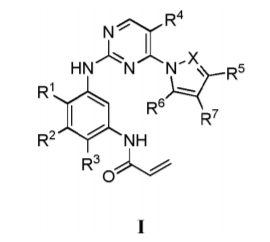 R⁴
N
HN N N X R⁵
R¹ R⁶ R⁷
R² NH
R³
O
I